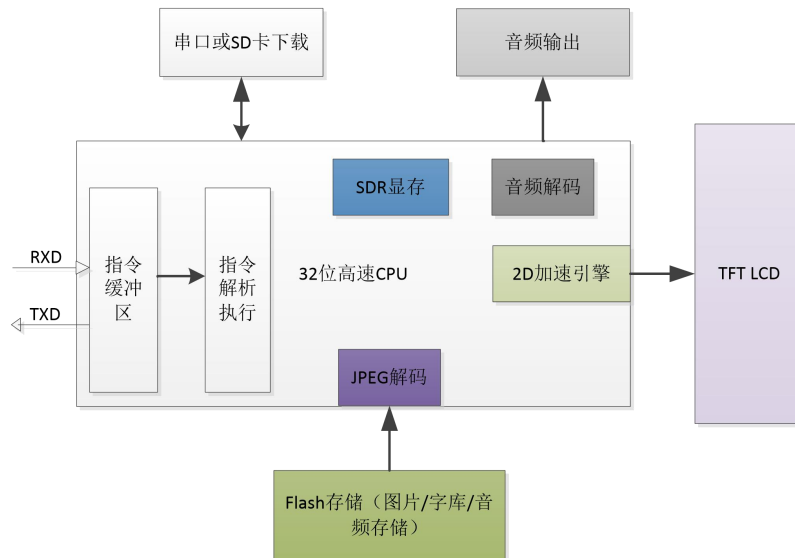 串口或SD卡下载
音频输出
SDR显存
音频解码
RXD
TXD
指令
缓冲
区
指令
解析
执行
32位高速CPU
2D加速引擎
TFT LCD
JPEG解码
Flash存储（图片/字库/音
频存储）